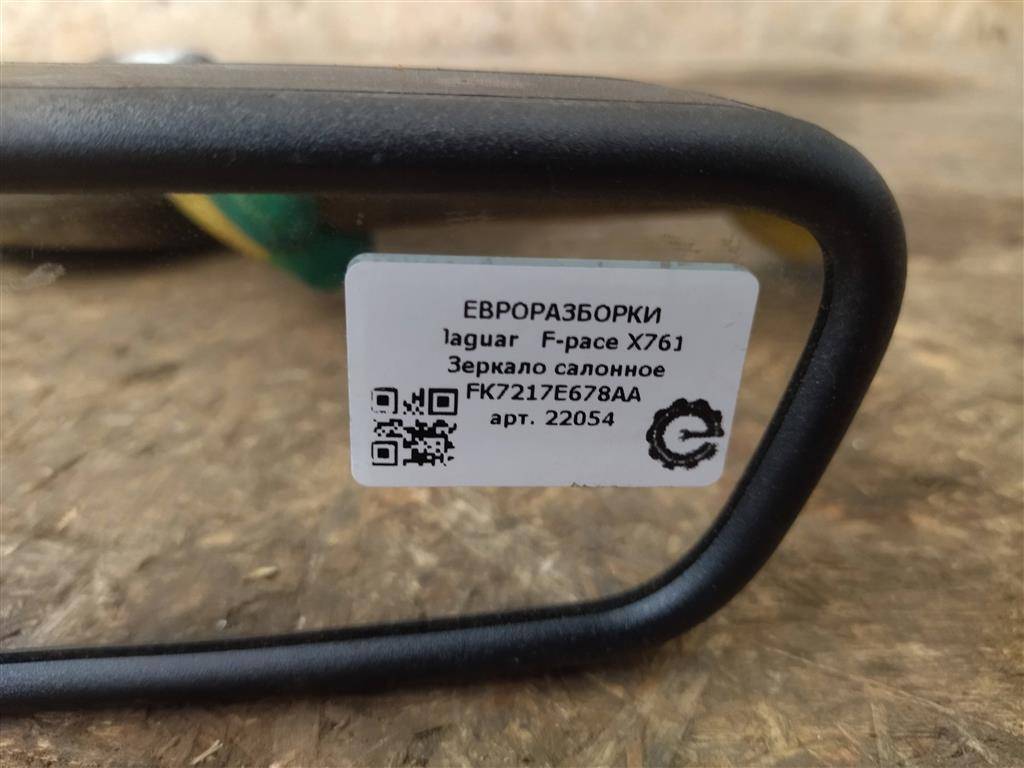 ЕВРОРАЗБОРКИ
Jaguar F-pace X761
Зеркало салонное
FK7217E678AA
арт. 22054